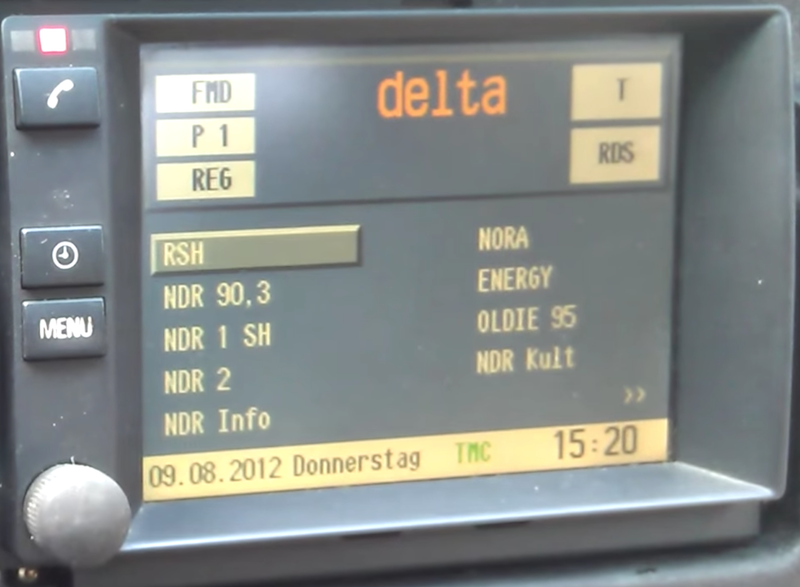 FMD
delta
T
P 1
RDS
REG
RSH
NDR 90,3
NDR 1 SH
NDR 2
NDR Info
NORA
ENERGY
OLDIE 95
NDR Kult
>>
09.08.2012 Donnerstag TMC 15:20
MENU